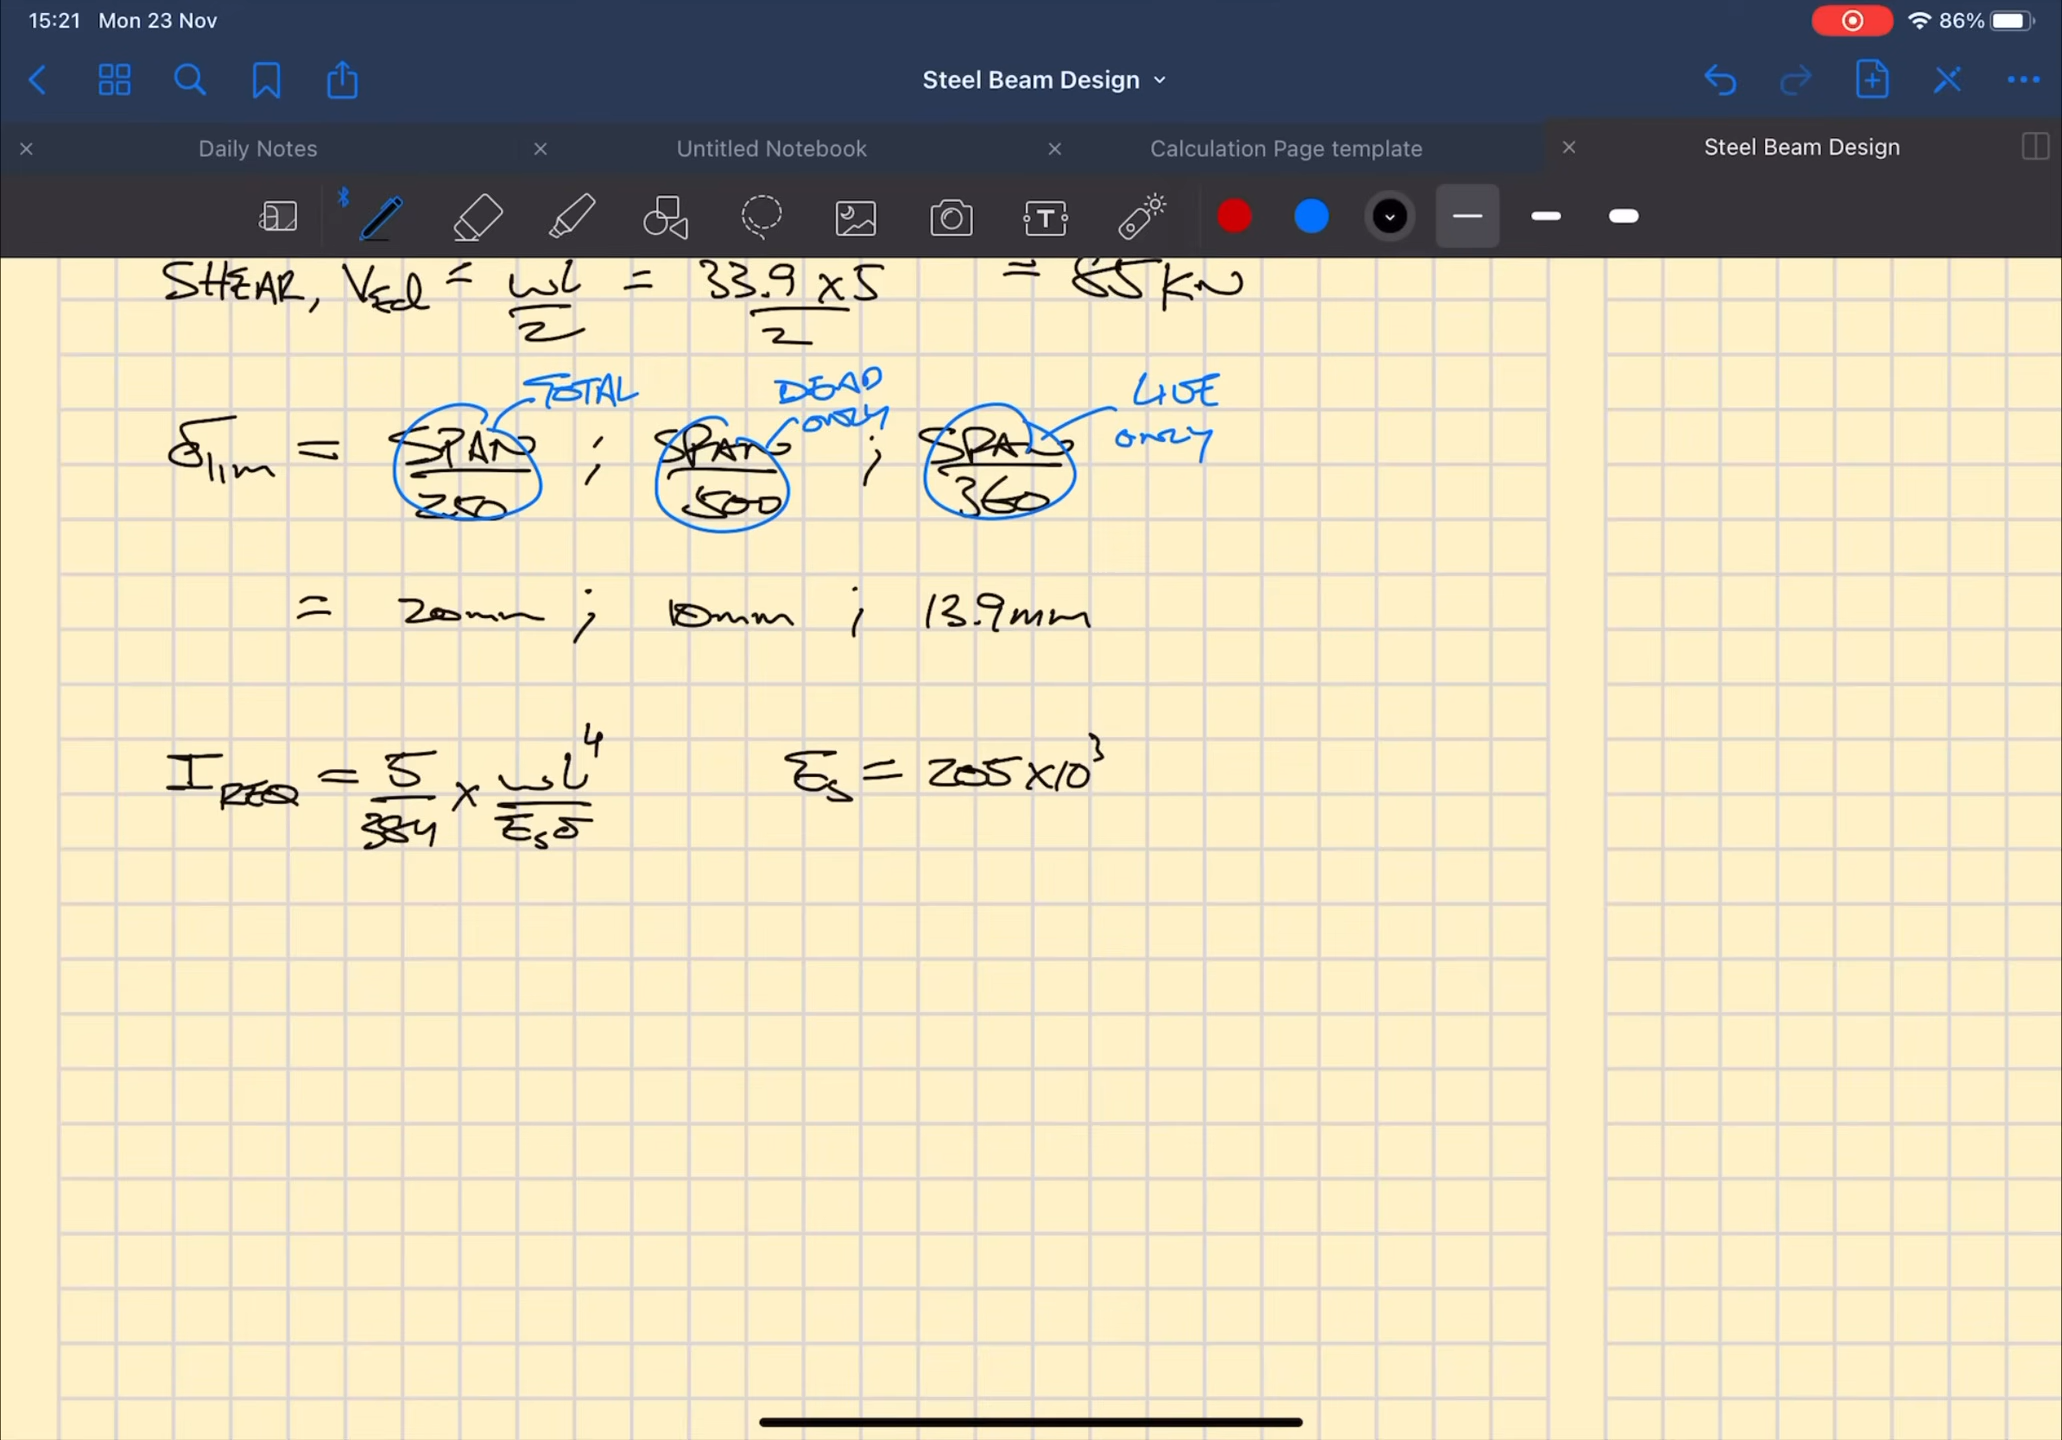 15:21 Mon 23 Nov 86%
Steel Beam Design
Daily Notes Untitled Notebook Calculation Page template Steel Beam Design
SHEAR, VEd = wL/2 = 33.9 x 5/2 = 85 KN
TOTAL DEAD ONLY LIVE ONLY
δlim = SPAN/250 ; SPAN/500 ; SPAN/360
= 20mm ; 10mm ; 13.9mm
I REQ = 5/384 x wL⁴/Esδ Es = 205 x 10³